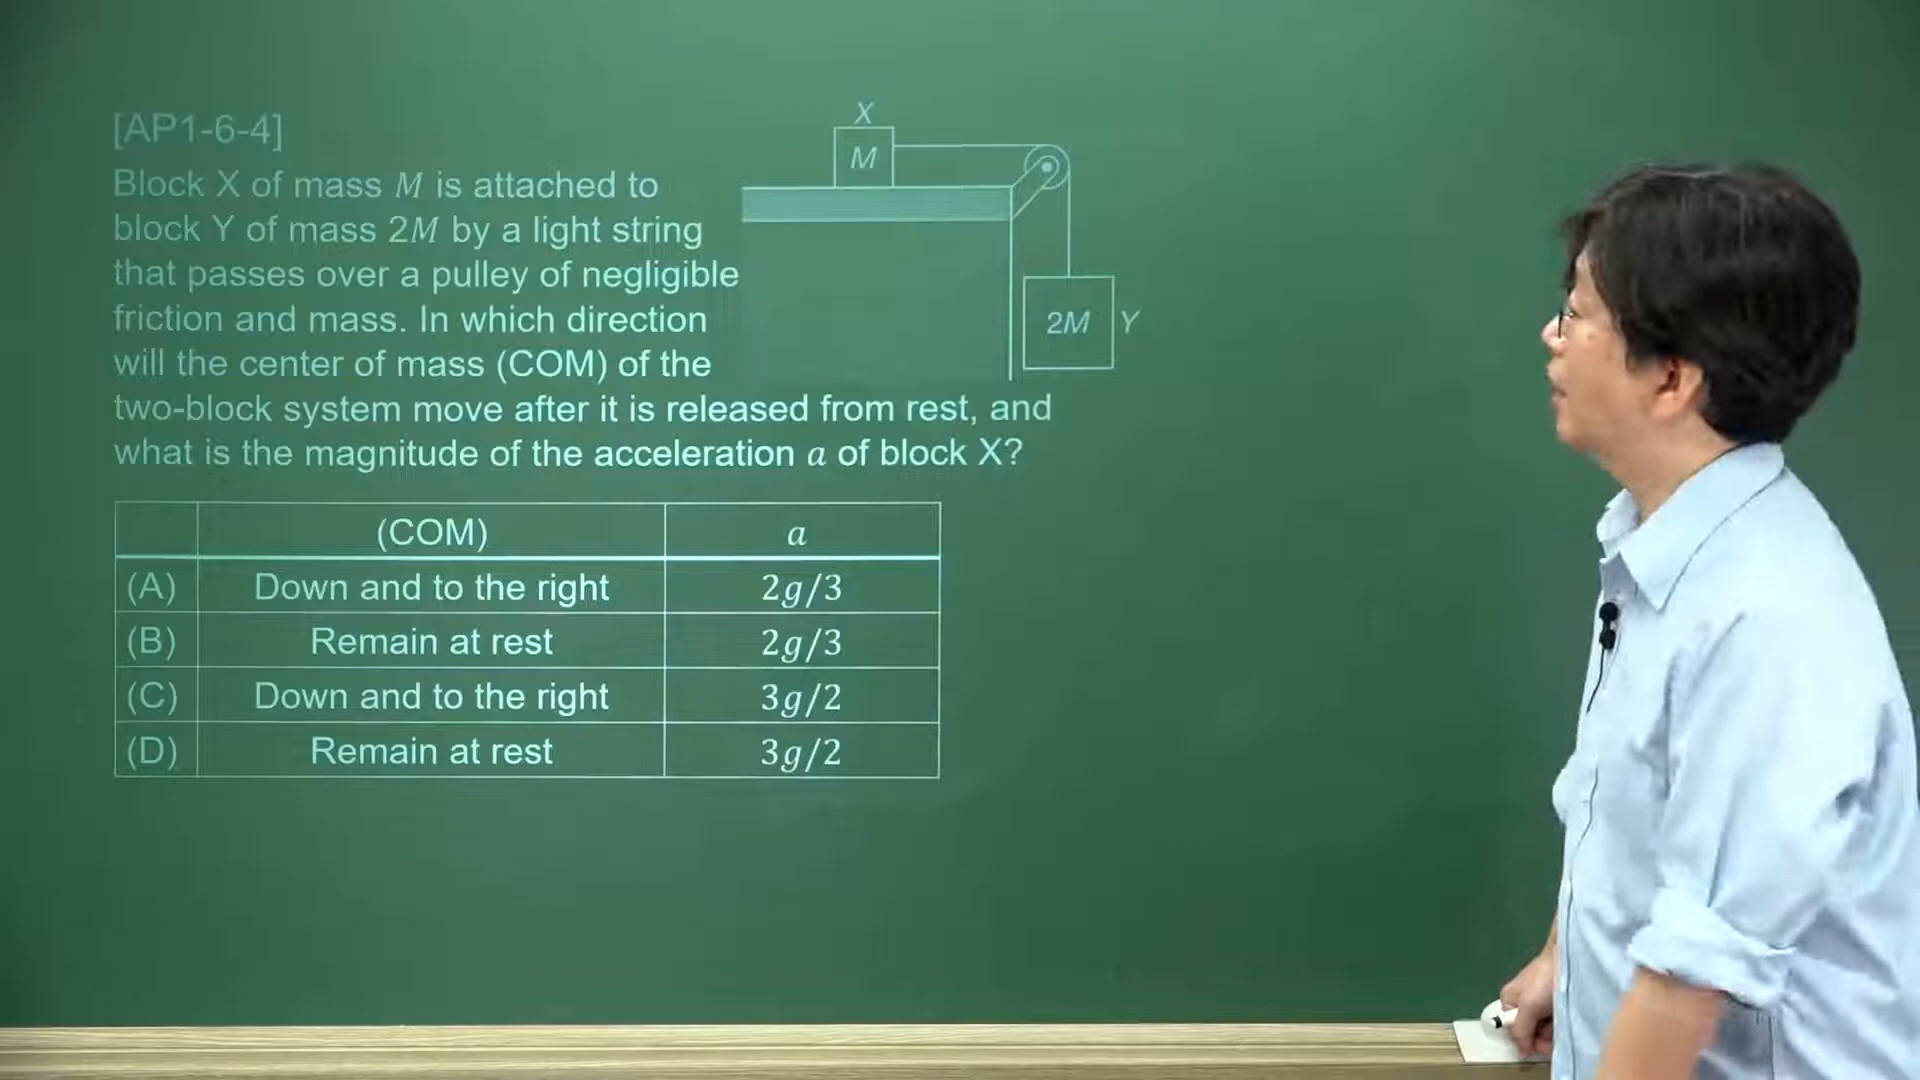 [AP1-6-4]
Block X of mass M is attached to
block Y of mass 2M by a light string
that passes over a pulley of negligible
friction and mass. In which direction
will the center of mass (COM) of the
two-block system move after it is released from rest, and
what is the magnitude of the acceleration a of block X?
X
M
2M Y
(COM) a
(A) Down and to the right 2g/3
(B) Remain at rest 2g/3
(C) Down and to the right 3g/2
(D) Remain at rest 3g/2